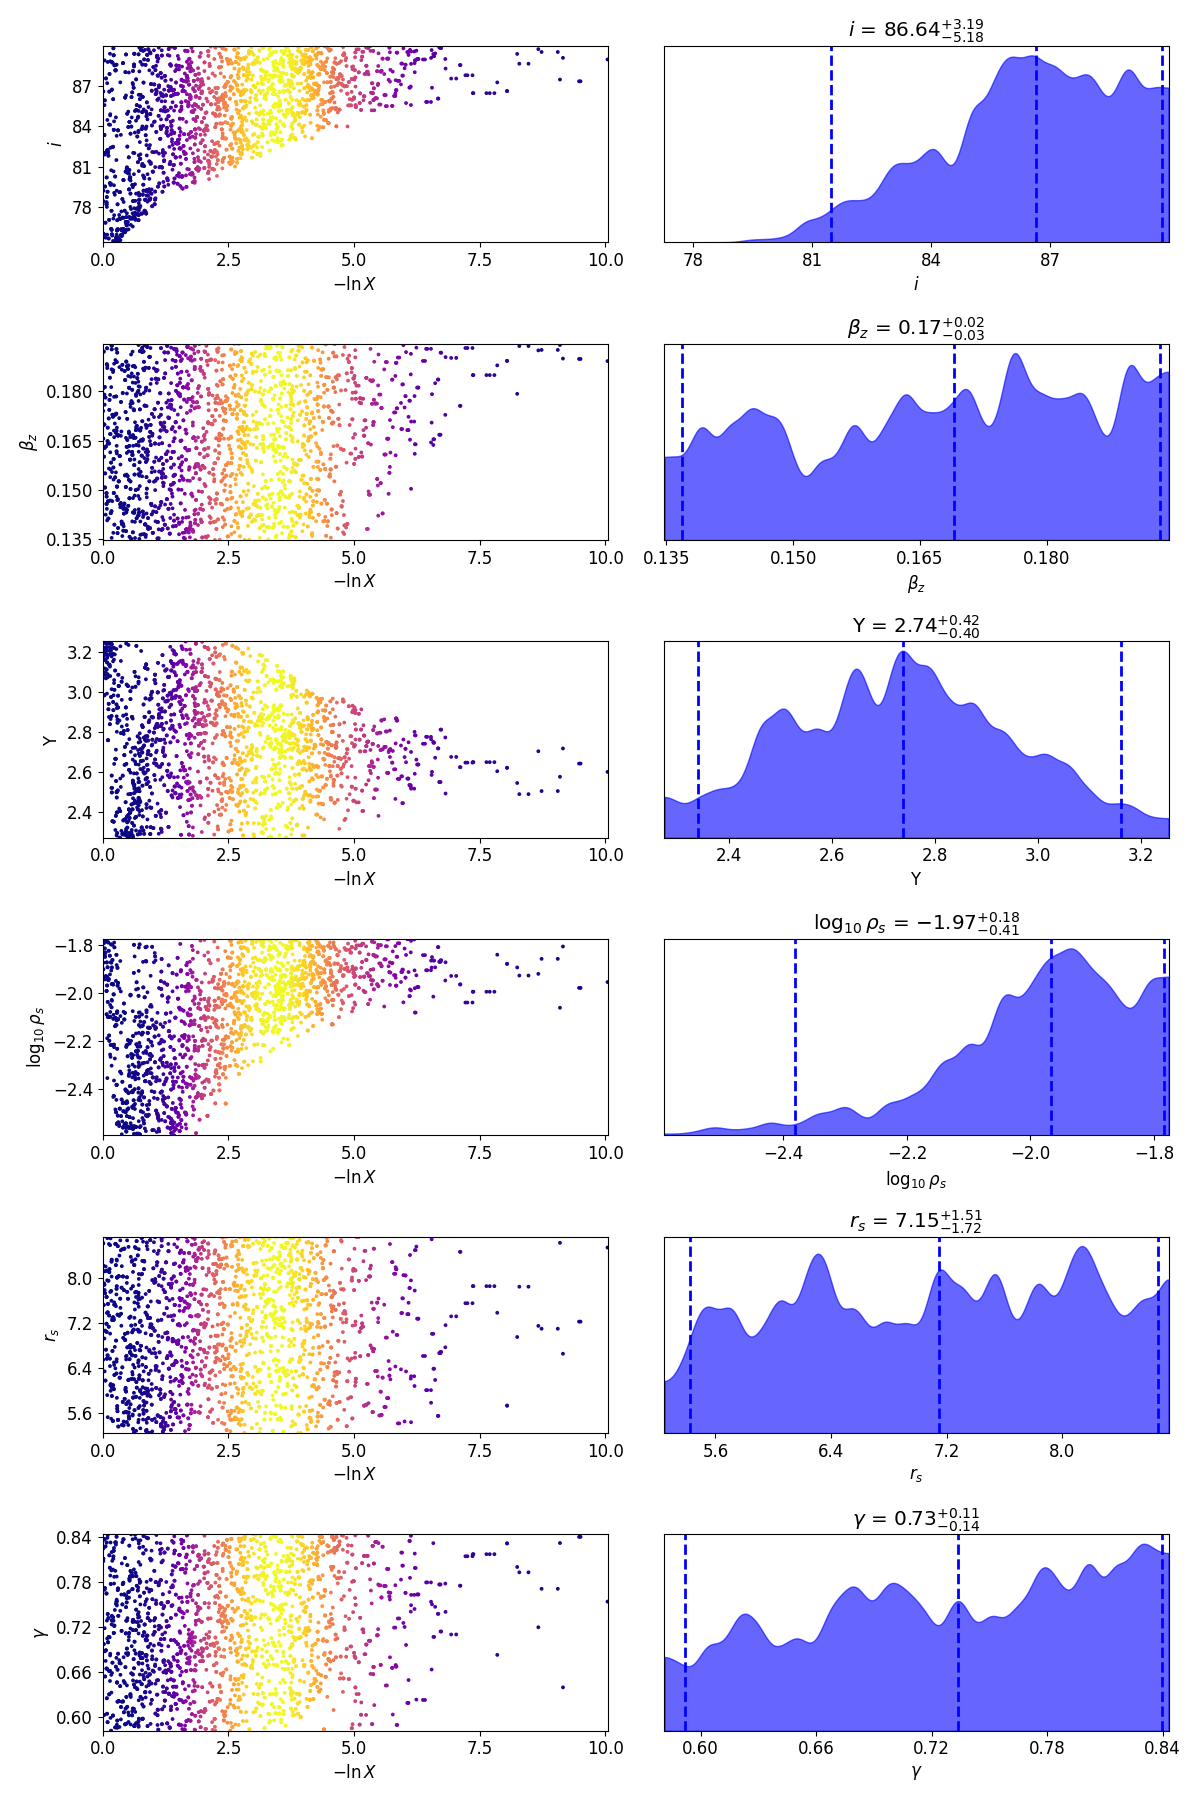 i = 86.64 +3.19 −5.18
87
84
81
78
i
0.0 2.5 5.0 7.5 10.0
−ln X
78 81 84 87
i
β_z = 0.17 +0.02 −0.03
0.180
0.165
0.150
0.135
β_z
0.0 2.5 5.0 7.5 10.0
−ln X
0.135 0.150 0.165 0.180
β_z
Y = 2.74 +0.42 −0.40
3.2
3.0
2.8
2.6
2.4
Y
0.0 2.5 5.0 7.5 10.0
−ln X
2.4 2.6 2.8 3.0 3.2
Y
log₁₀ ρ_s = −1.97 +0.18 −0.41
−1.8
−2.0
−2.2
−2.4
log₁₀ ρ_s
0.0 2.5 5.0 7.5 10.0
−ln X
−2.4 −2.2 −2.0 −1.8
log₁₀ ρ_s
r_s = 7.15 +1.51 −1.72
8.0
7.2
6.4
5.6
r_s
0.0 2.5 5.0 7.5 10.0
−ln X
5.6 6.4 7.2 8.0
r_s
γ = 0.73 +0.11 −0.14
0.84
0.78
0.72
0.66
0.60
γ
0.0 2.5 5.0 7.5 10.0
−ln X
0.60 0.66 0.72 0.78 0.84
γ